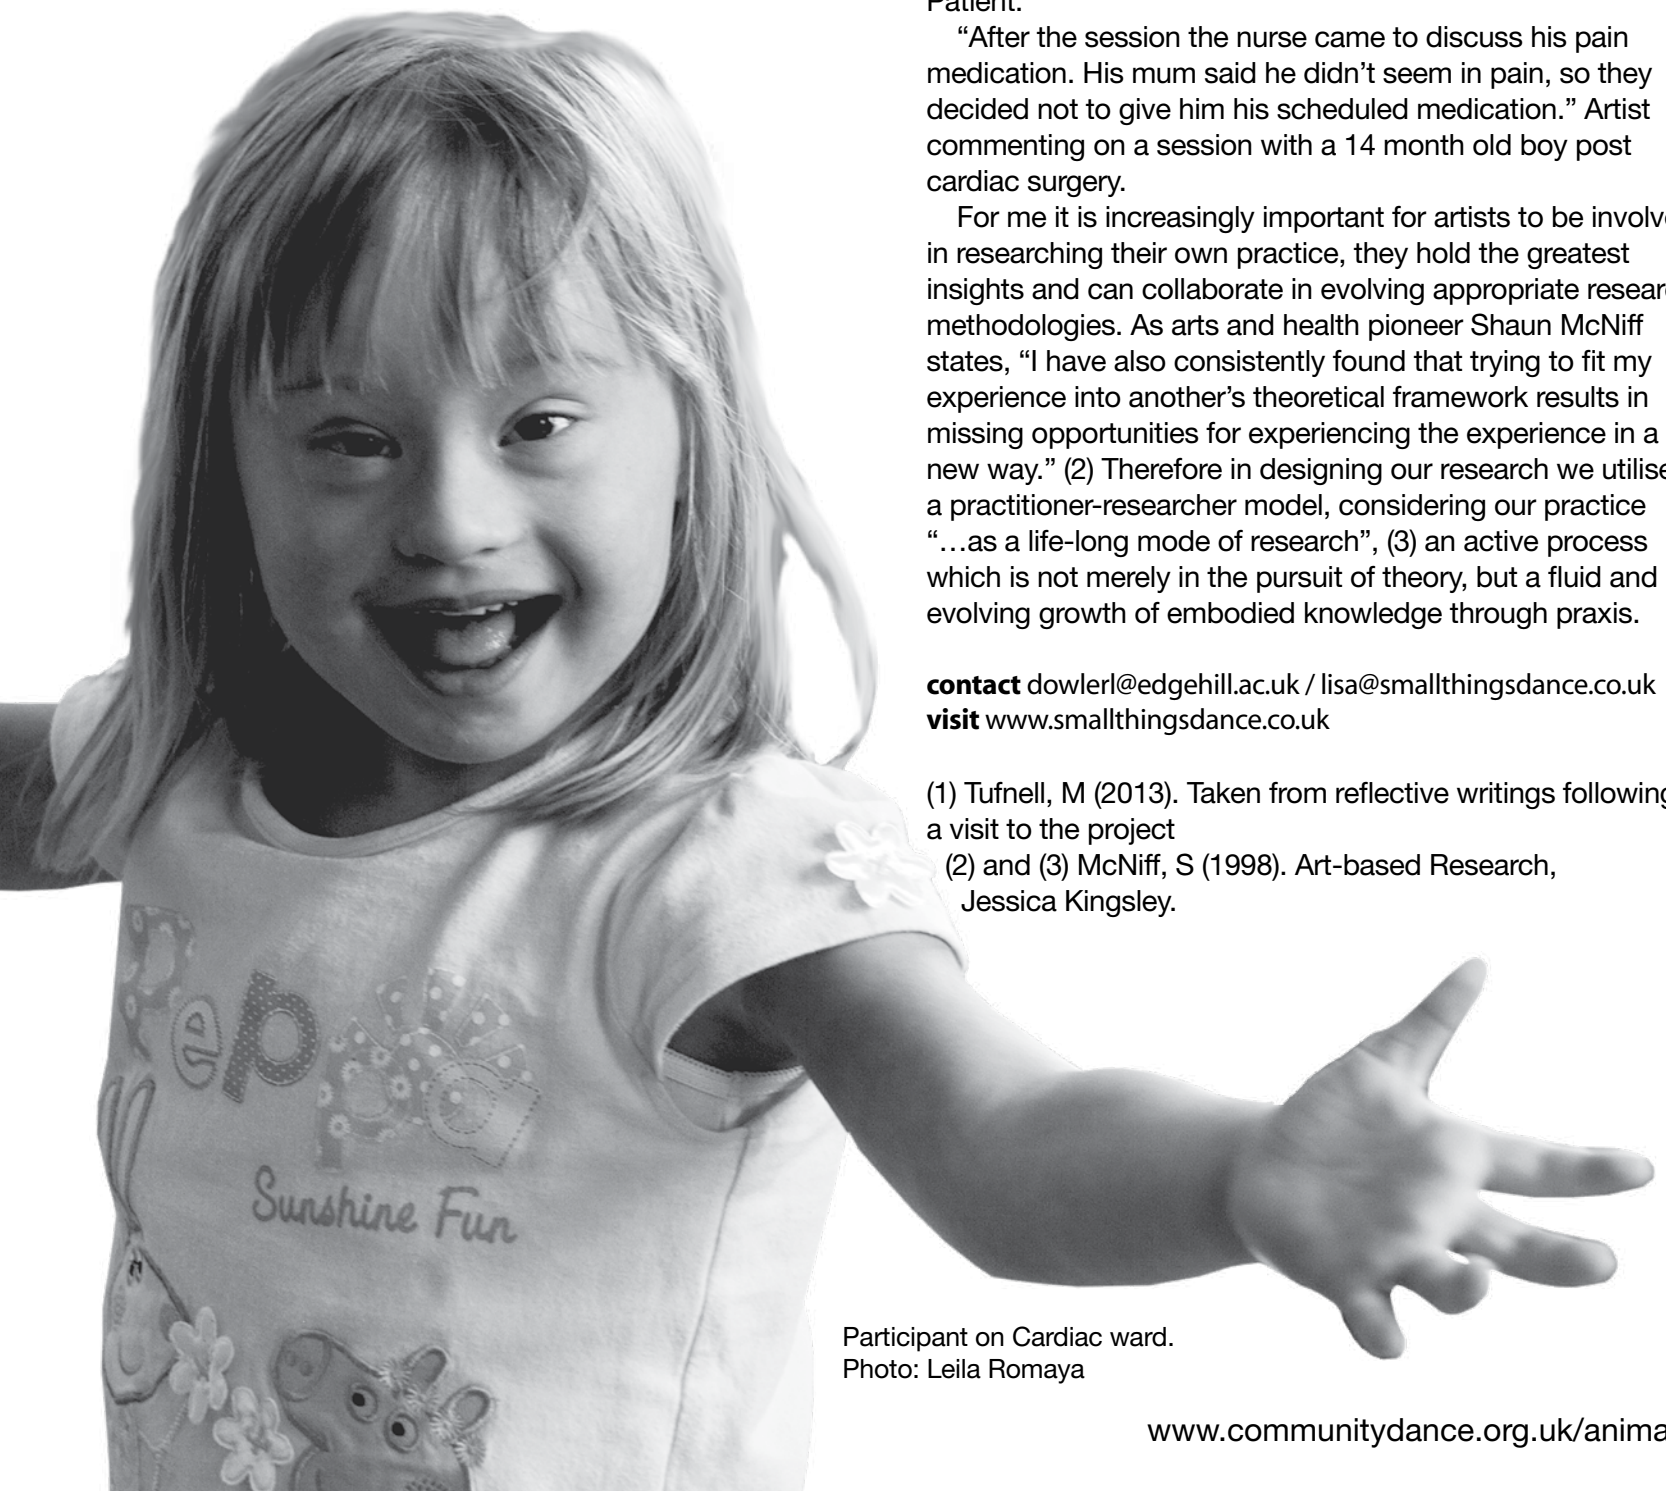 Patient.
“After the session the nurse came to discuss his pain
medication. His mum said he didn’t seem in pain, so they
decided not to give him his scheduled medication.” Artist
commenting on a session with a 14 month old boy post
cardiac surgery.
For me it is increasingly important for artists to be
in researching their own practice, they hold the greatest
insights and can collaborate in evolving appropriate
methodologies. As arts and health pioneer Shaun McNiff
states, “I have also consistently found that trying to fit my
experience into another’s theoretical framework results in
missing opportunities for experiencing the experience in a
new way.” (2) Therefore in designing our research we
a practitioner-researcher model, considering our practice
“…as a life-long mode of research”, (3) an active process
which is not merely in the pursuit of theory, but a fluid and
evolving growth of embodied knowledge through praxis.
contact dowlerl@edgehill.ac.uk / lisa@smallthingsdance.co.uk
visit www.smallthingsdance.co.uk
(1) Tufnell, M (2013). Taken from reflective writings following
a visit to the project
(2) and (3) McNiff, S (1998). Art-based Research,
Jessica Kingsley.
Peppa
Sunshine Fun
Participant on Cardiac ward.
Photo: Leila Romaya
www.communitydance.org.uk/anima